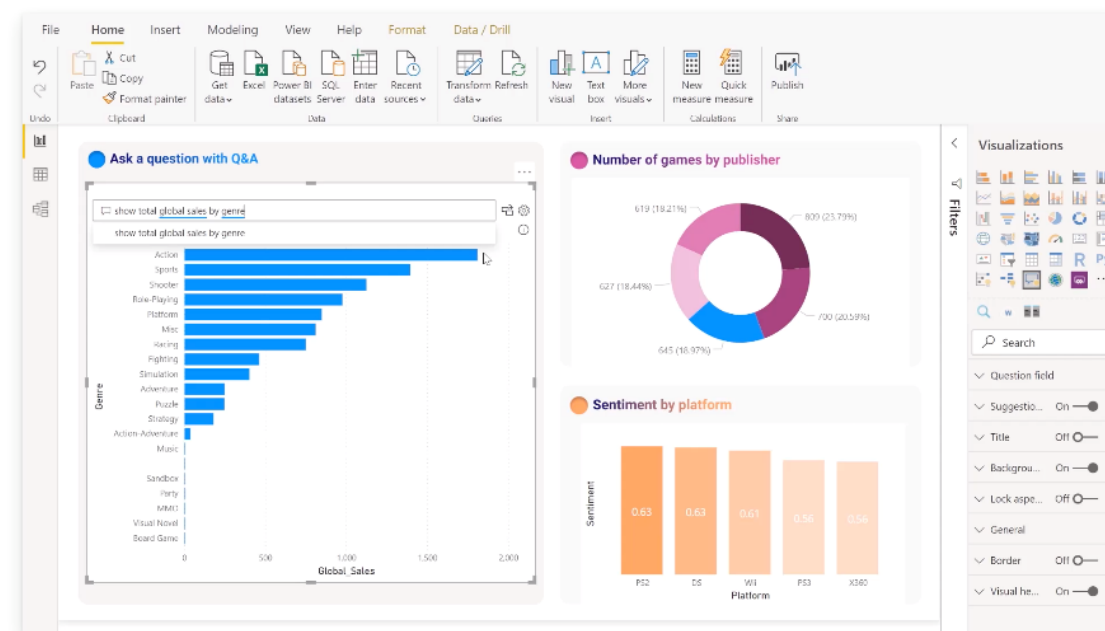 File Home Insert Modeling View Help Format Data / Drill
Cut
Copy
Format painter
Paste
Get data
Excel
Power BI datasets
SQL Server
Enter data
Recent sources
Transform data
Refresh
New visual
Text box
More visuals
New measure
Quick measure
Publish
Undo Clipboard Data Queries Insert Calculations Share
Ask a question with Q&A
show total global sales by genre
show total global sales by genre
Genre
Action
Sports
Shooter
Role-Playing
Platform
Misc
Racing
Fighting
Simulation
Adventure
Puzzle
Strategy
Action-Adventure
Music
Sandbox
Party
MMO
Visual Novel
Board Game
0 500 1,000 1,500 2,000
Global_Sales
Number of games by publisher
619 (18.21%)
809 (23.79%)
627 (18.44%)
700 (20.59%)
645 (18.97%)
Sentiment by platform
Sentiment
0.63 0.63 0.61 0.56 0.56
PS2 DS Wii PS3 X360
Platform
Filters
Visualizations
R
Search
Question field
Suggestio... On
Title Off
Backgrou... On
Lock aspe... Off
General
Border Off
Visual he... On